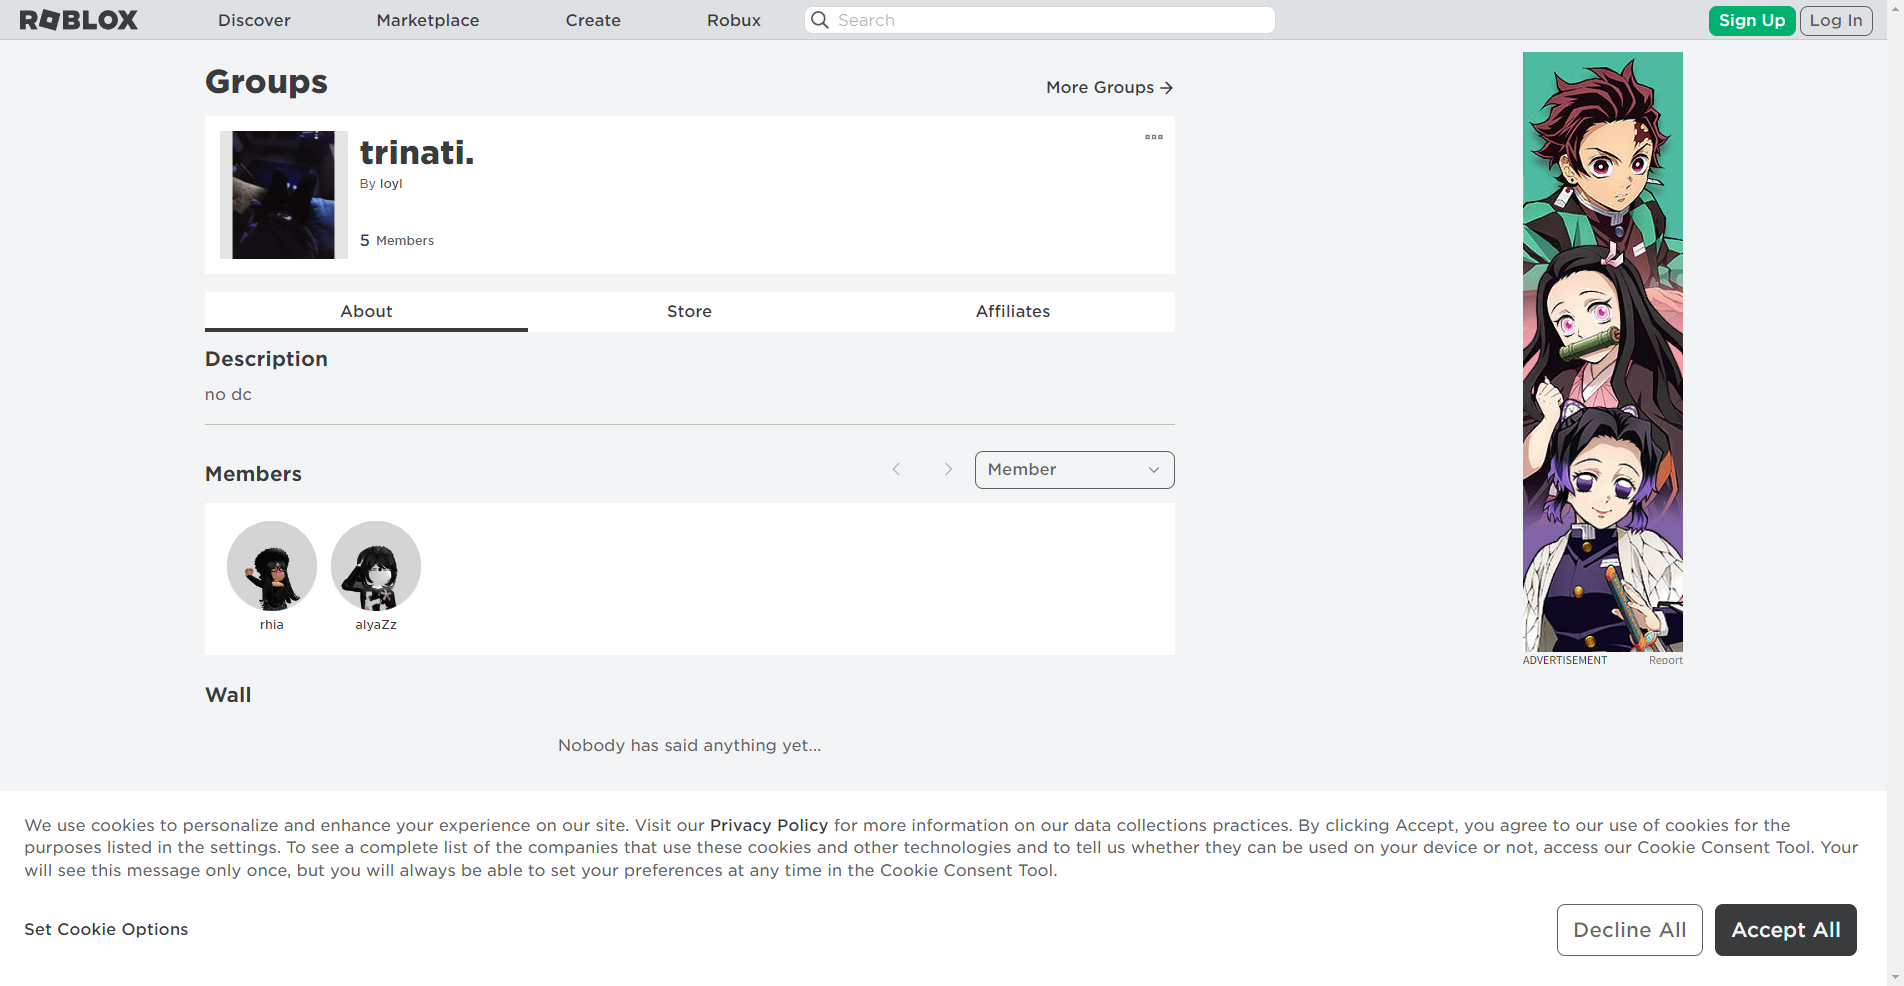 ROBLOX
Discover
Marketplace
Create
Robux
Search
Sign Up
Log In
Groups
More Groups
trinati.
By loyl
5 Members
About
Store
Affiliates
Description
no dc
Members
Member
rhia
alyaZz
Wall
Nobody has said anything yet...
ADVERTISEMENT
Report
We use cookies to personalize and enhance your experience on our site. Visit our Privacy Policy for more information on our data collections practices. By clicking Accept, you agree to our use of cookies for the
purposes listed in the settings. To see a complete list of the companies that use these cookies and other technologies and to tell us whether they can be used on your device or not, access our Cookie Consent Tool. Your
will see this message only once, but you will always be able to set your preferences at any time in the Cookie Consent Tool.
Set Cookie Options
Decline All
Accept All